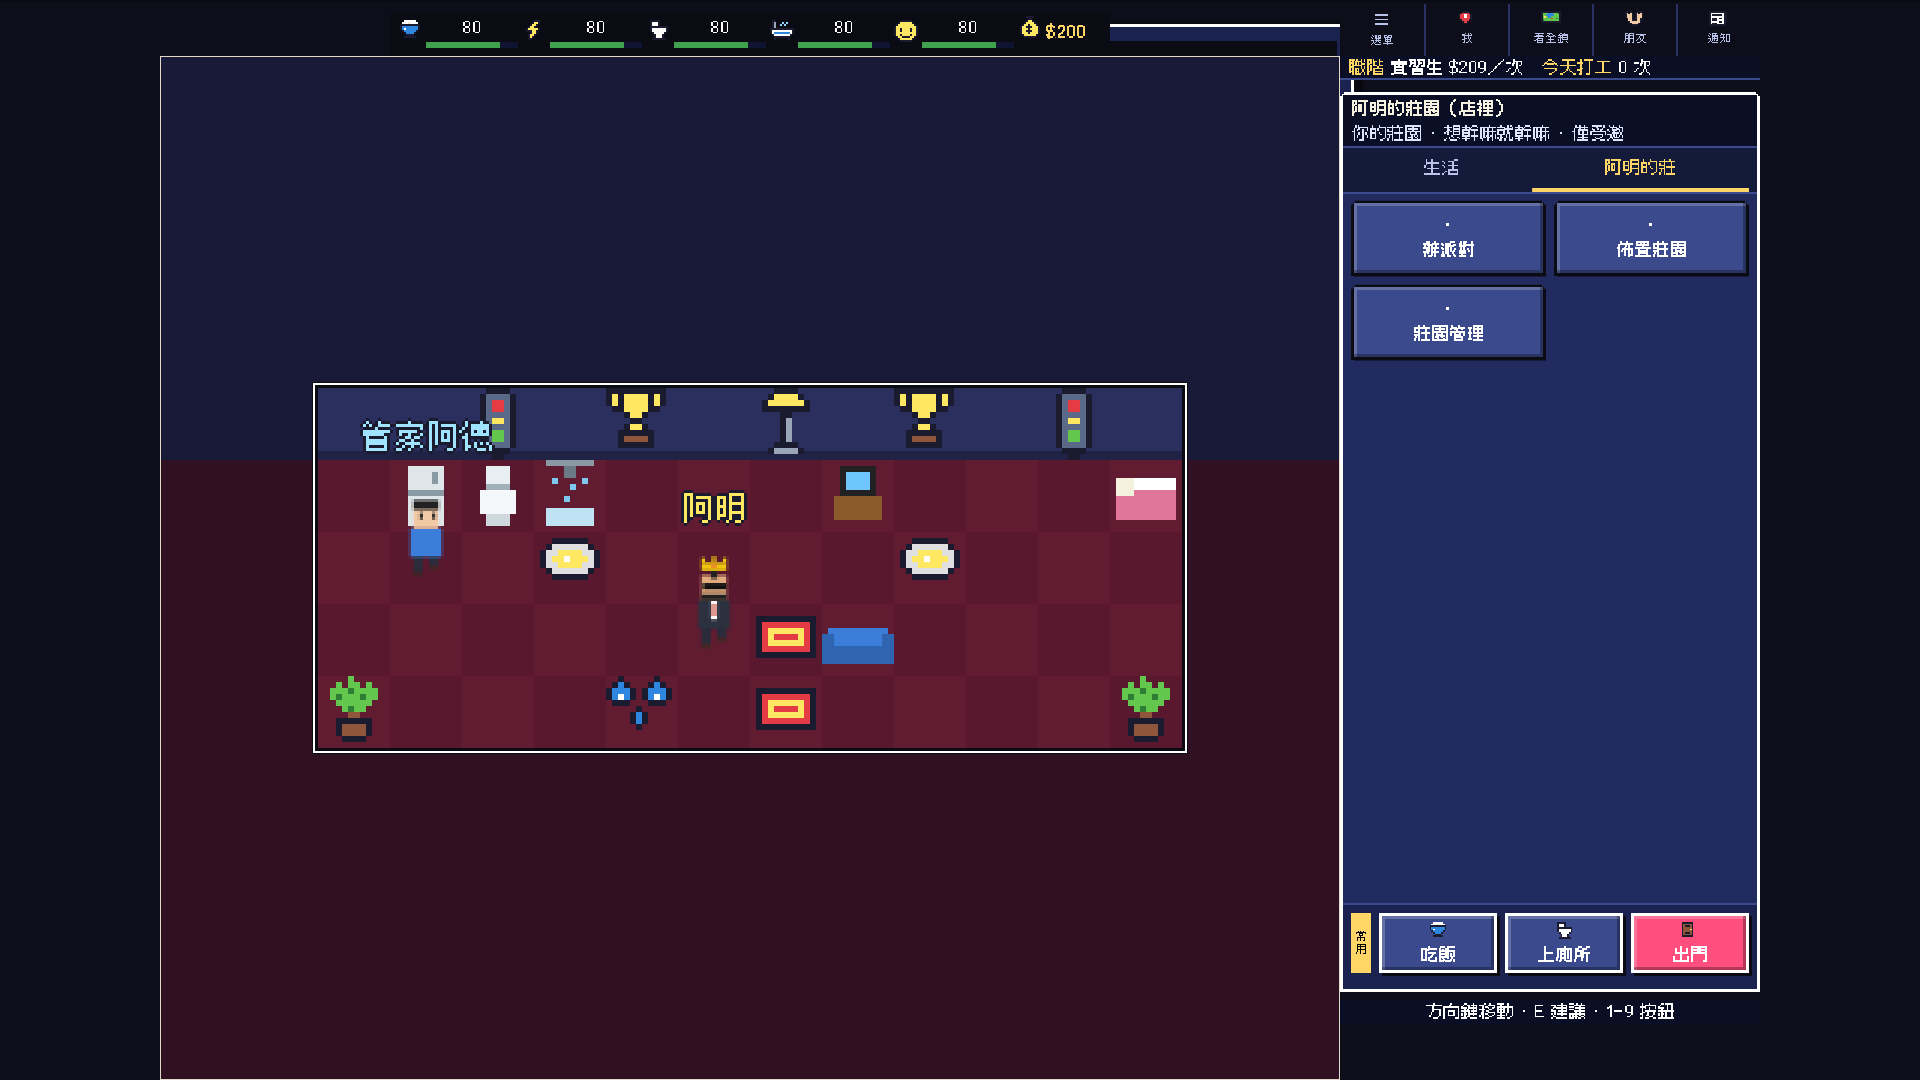 80
80
80
80
80
$200
選單
我
看全鎮
朋友
通知
職階 實習生 $209／次 今天打工 0 次
阿明的莊園（店裡）
你的莊園 · 想幹嘛就幹嘛 · 僅受邀
生活
阿明的莊
辦派對
佈置莊園
莊園管理
管家阿德
阿明
常用
吃飯
上廁所
出門
方向鍵移動 · E 建議 · 1-9 按鈕